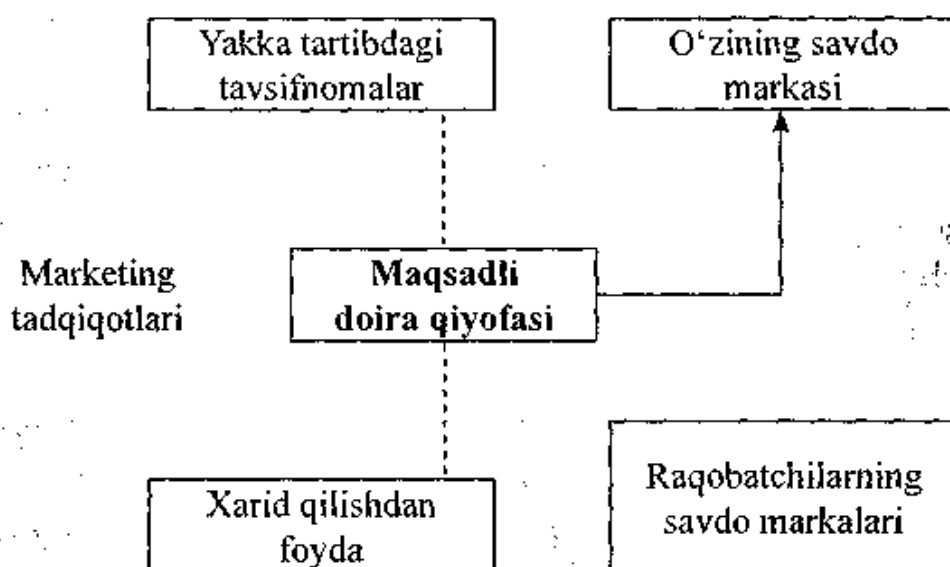 Yakka tartibdagi
tavsifnomalar
O‘zining savdo
markasi
Marketing
tadqiqotlari
Maqsadli
doira qiyofasi
Xarid qilishdan
foyda
Raqobatchilarning
savdo markalari